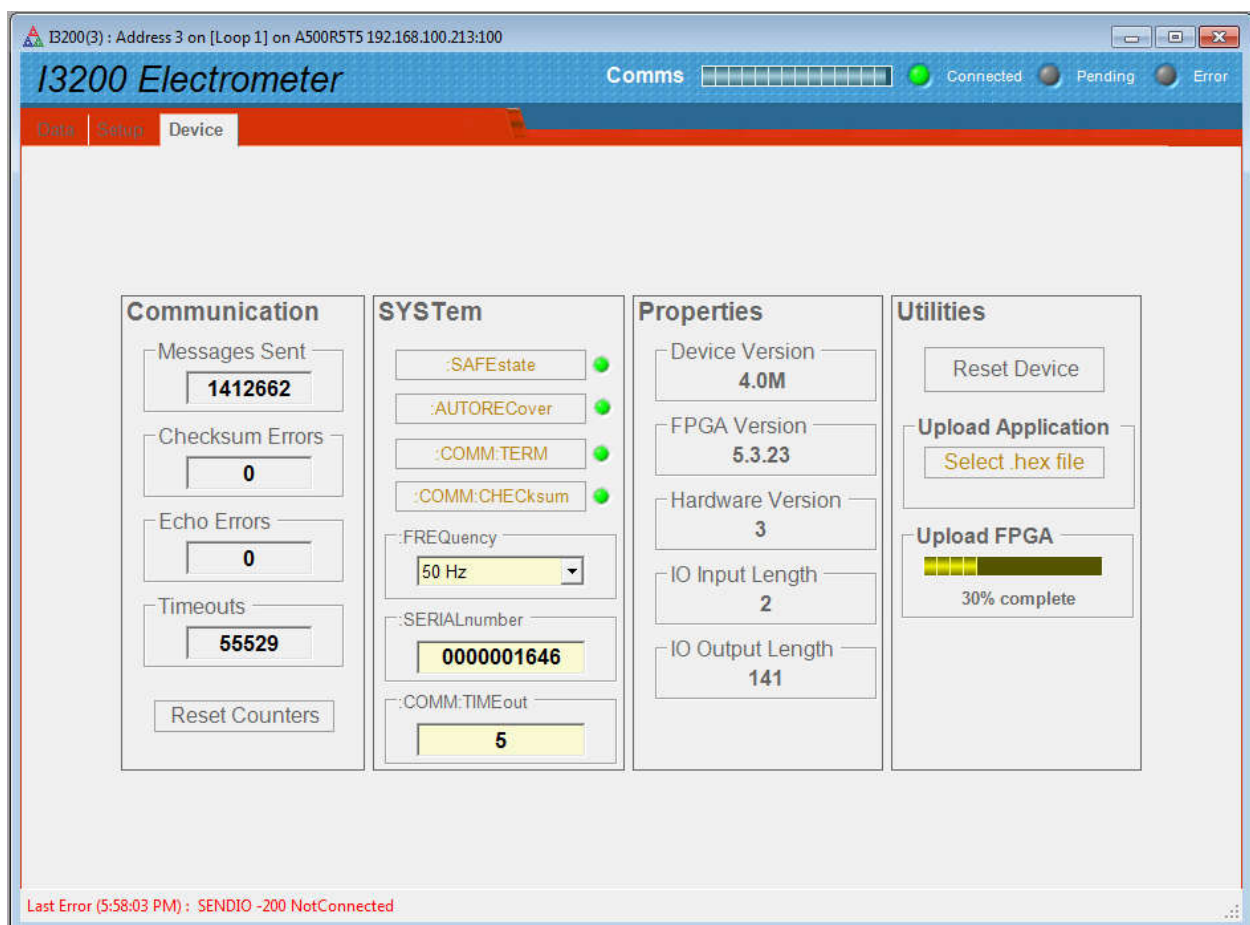 I3200(3) : Address 3 on [Loop 1] on A500R5T5 192.168.100.213:100
I3200 Electrometer
Comms
Connected
Pending
Error
Data
Setup
Device
Communication
Messages Sent
1412662
Checksum Errors
0
Echo Errors
0
Timeouts
55529
Reset Counters
SYSTem
:SAFEstate
:AUTORECover
:COMM:TERM
:COMM:CHECksum
:FREQuency
50 Hz
:SERIALnumber
0000001646
:COMM:TIMEout
5
Properties
Device Version
4.0M
FPGA Version
5.3.23
Hardware Version
3
IO Input Length
2
IO Output Length
141
Utilities
Reset Device
Upload Application
Select .hex file
Upload FPGA
30% complete
Last Error (5:58:03 PM) : SENDIO -200 NotConnected